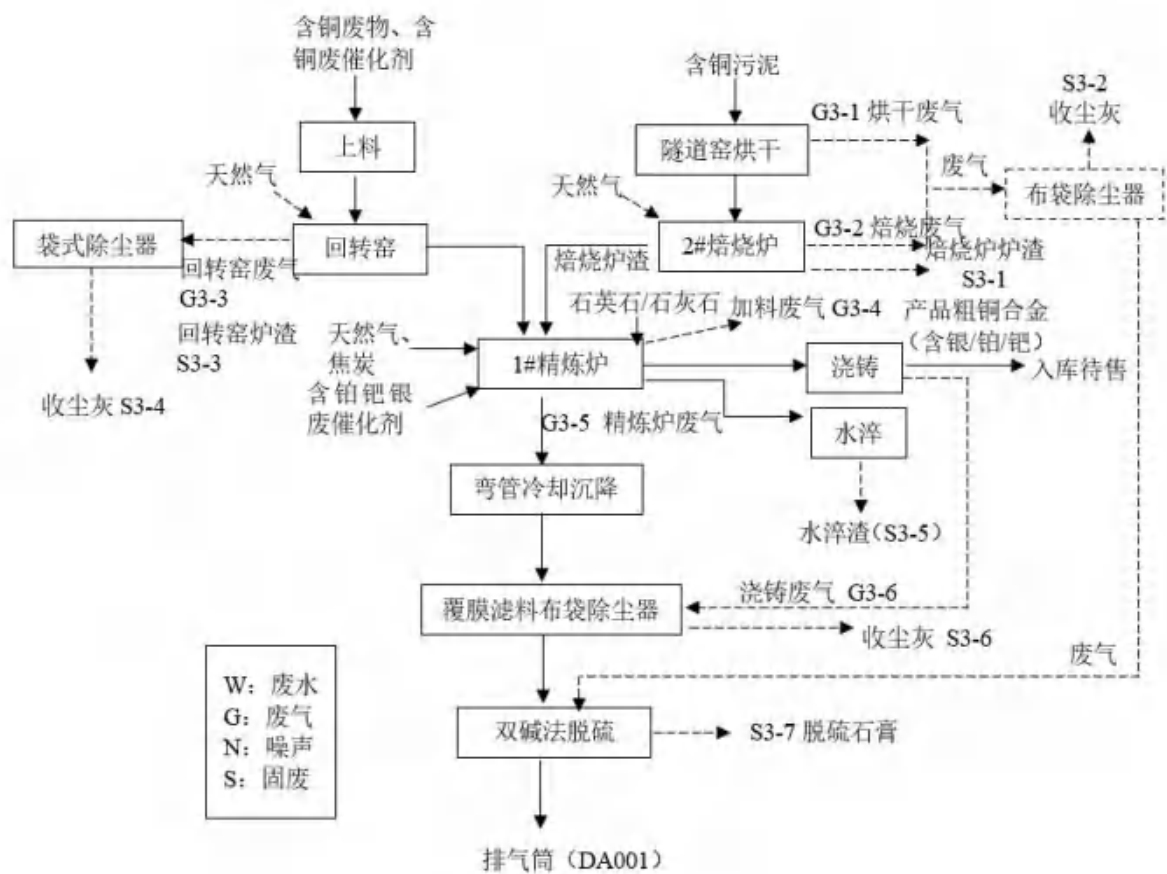 含铜废物、含
铜废催化剂
上料
天然气
回转窑
袋式除尘器
回转窑废气
G3-3
回转窑炉渣
S3-3
收尘灰 S3-4
含铜污泥
隧道窑烘干
G3-1 烘干废气
S3-2
收尘灰
废气
布袋除尘器
天然气
2#焙烧炉
G3-2 焙烧废气
焙烧炉炉渣
S3-1
焙烧炉渣
石英石/石灰石
加料废气 G3-4
产品粗铜合金
（含银/铂/钯）
天然气、
焦炭
1#精炼炉
浇铸
入库待售
含铂钯银
废催化剂
G3-5 精炼炉废气
水淬
弯管冷却沉降
水淬渣（S3-5）
浇铸废气 G3-6
覆膜滤料布袋除尘器
收尘灰 S3-6
废气
双碱法脱硫
S3-7 脱硫石膏
排气筒（DA001）
W：废水
G：废气
N：噪声
S：固废